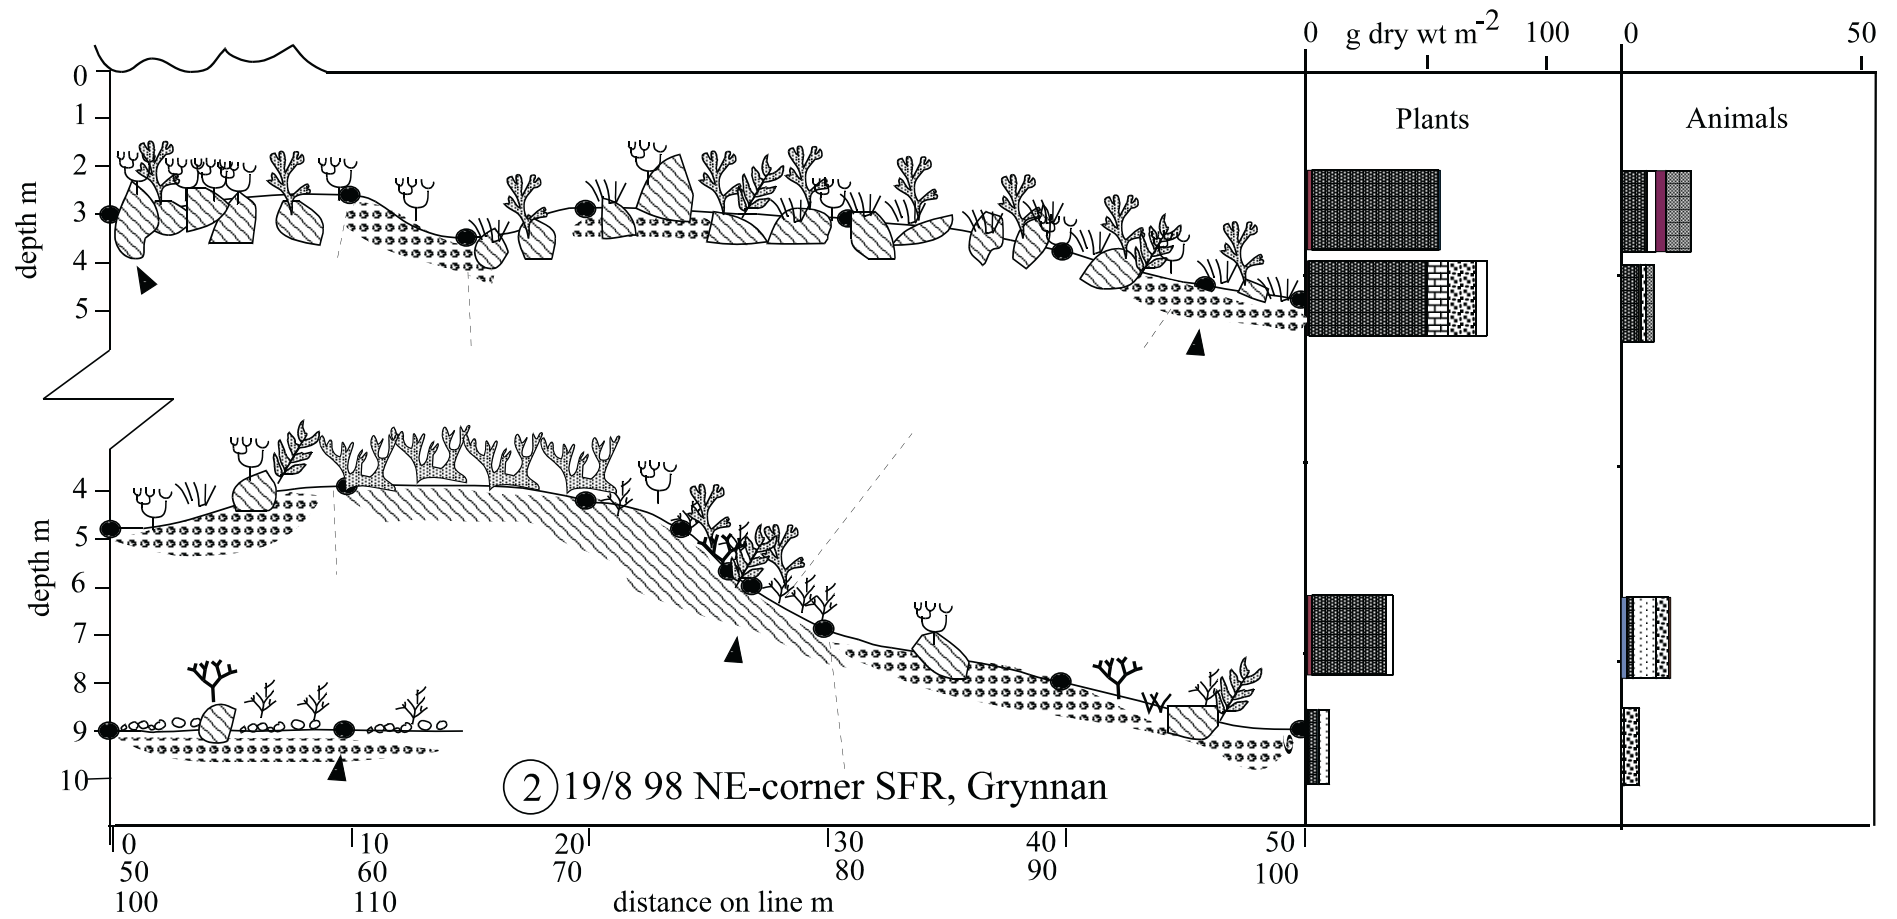 0 g dry wt m-2 100 0 50
Plants Animals
0
1
2
3
4
5
depth m
4
5
6
7
8
9
10
depth m
2 19/8 98 NE-corner SFR, Grynnan
0 10 20 30 40 50
50 60 70 80 90 100
100 110 distance on line m